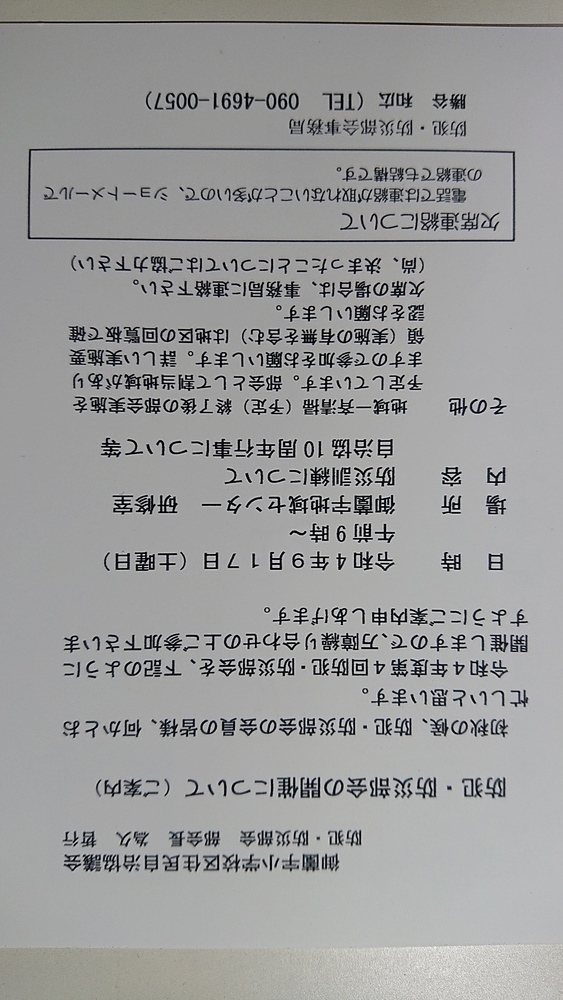 御薗宇小学校区住民自治協議会
防犯・防災部会 部会長 為久 哲行
防犯・防災部会の開催について（ご案内）
初秋の候、防犯・防災部会の会員の皆様、何かとお
忙しいと思います。
令和４年度第４回防犯・防災部会を、下記のように
開催しますので、万障繰り合わせの上ご参加下さいま
すようにご案内申しあげます。
日 時 令和４年９月１７日（土曜日）
午前９時～
場 所 御薗宇地域センター 研修室
内 容 防災訓練について
自治協 10 周年行事について等
その他 地域一斉清掃（予定）終了後の部会実施を
予定しています。部会として割当地域があり
ますので参加をお願いします。詳しい実施要
領（実施の有無を含む）は地区の回覧板で確
認をお願いします。
欠席の場合は、事務局に連絡下さい。
（尚、決まったことについてはご協力下さい）
欠席連絡について
電話では連絡が取れないことが多いので、ショートメールで
の連絡でも結構です。
防犯・防災部会事務局
勝谷 和広（TEL 090-4691-0057）